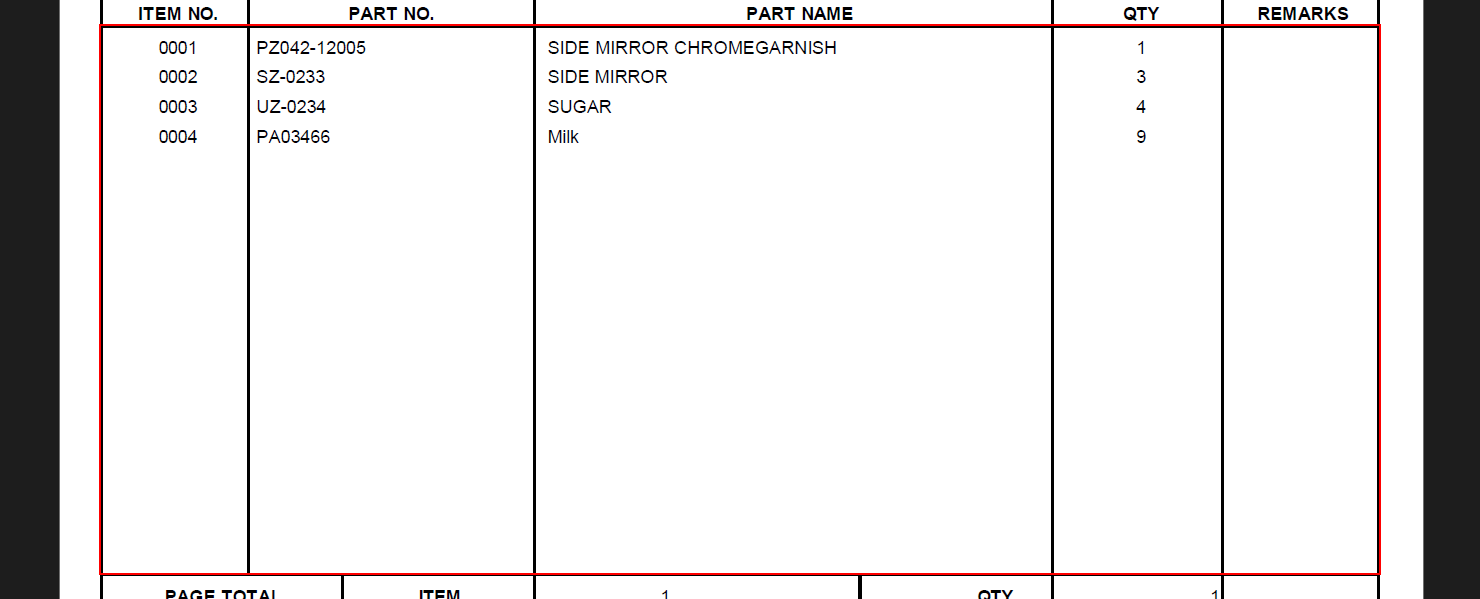 ITEM NO. PART NO. PART NAME QTY REMARKS
0001 PZ042-12005 SIDE MIRROR CHROMEGARNISH 1
0002 SZ-0233 SIDE MIRROR 3
0003 UZ-0234 SUGAR 4
0004 PA03466 Milk 9
PAGE TOTAL ITEM 1 QTY 1